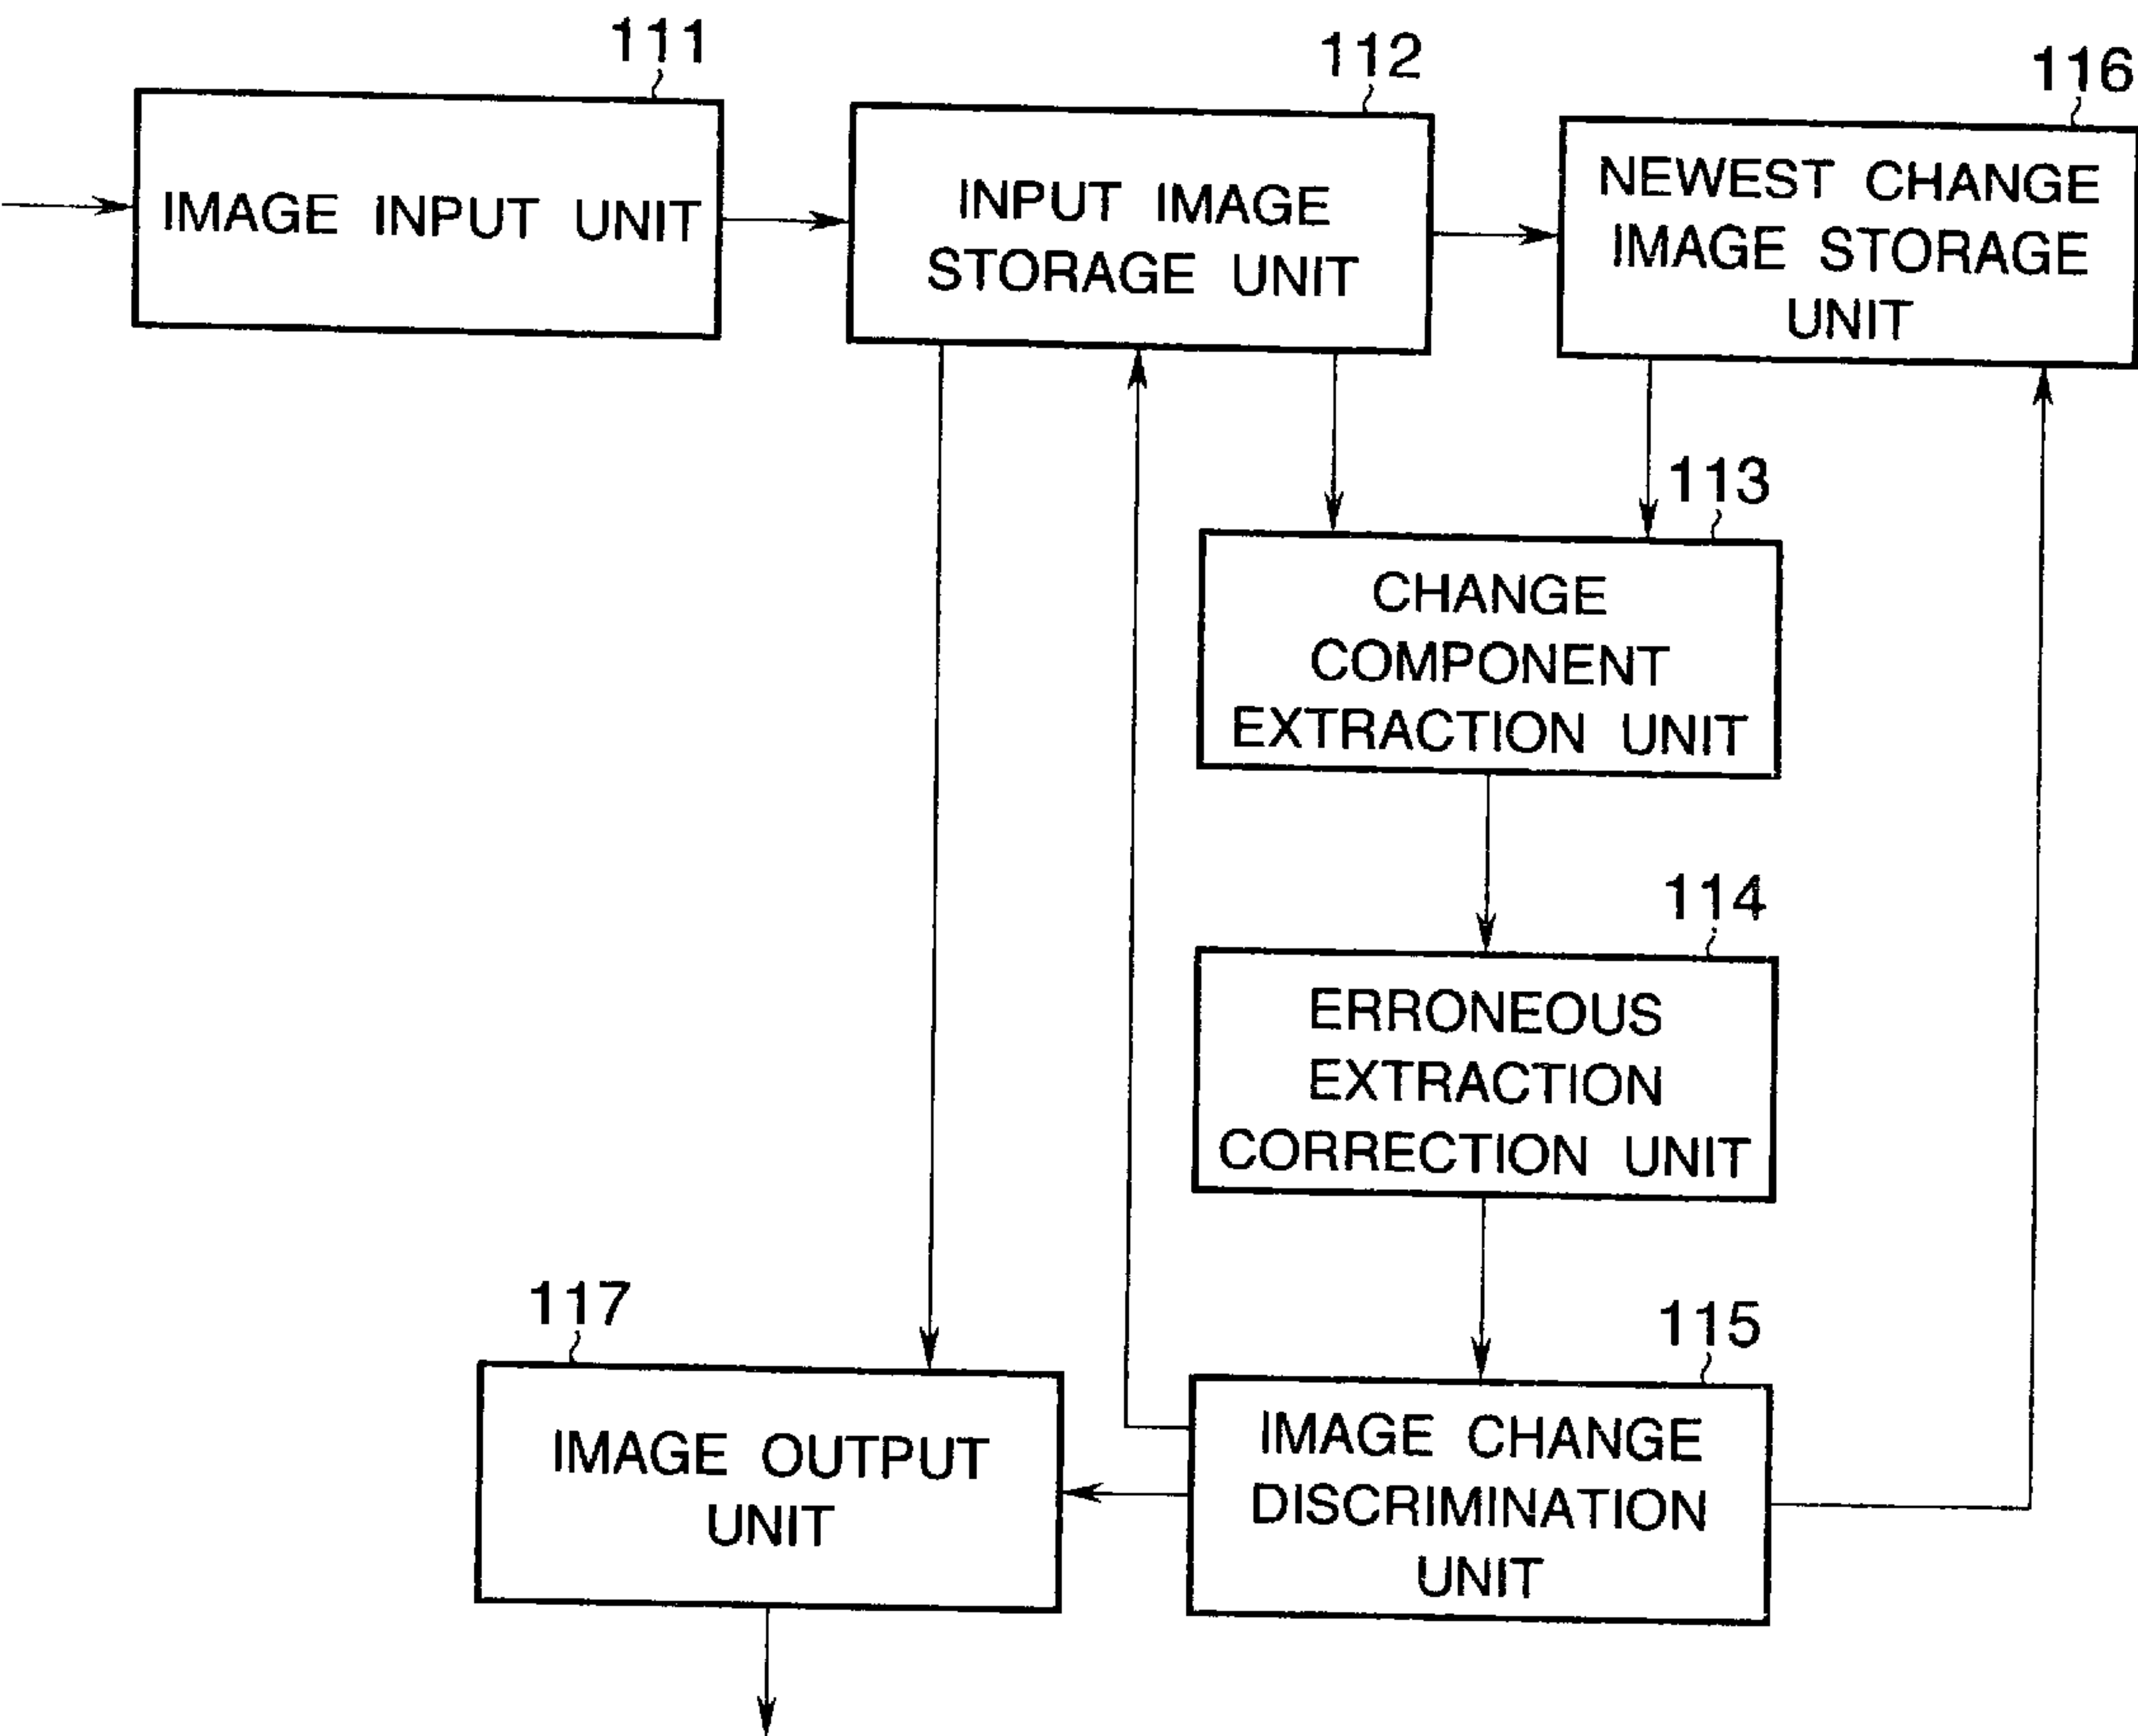 111
IMAGE INPUT UNIT
112
INPUT IMAGE
STORAGE UNIT
116
NEWEST CHANGE
IMAGE STORAGE
UNIT
113
CHANGE
COMPONENT
EXTRACTION UNIT
114
ERRONEOUS
EXTRACTION
CORRECTION UNIT
117
IMAGE OUTPUT
UNIT
115
IMAGE CHANGE
DISCRIMINATION
UNIT